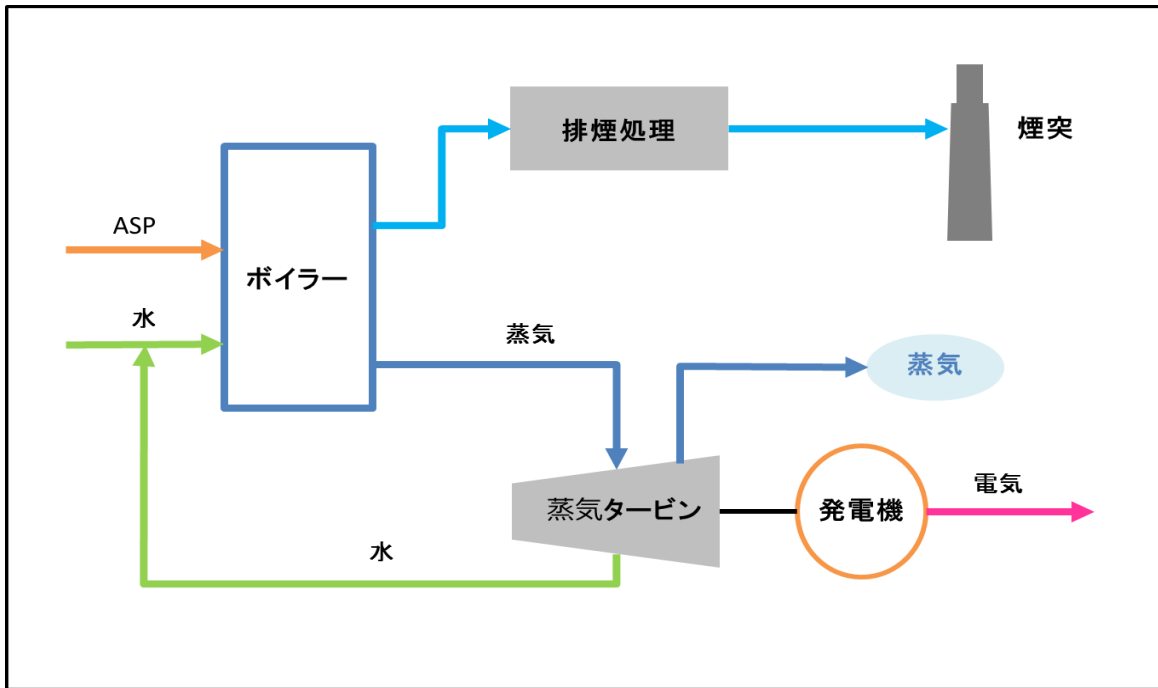 排煙処理
煙突
ASP
ボイラー
水
蒸気
蒸気
蒸気タービン
発電機
電気
水